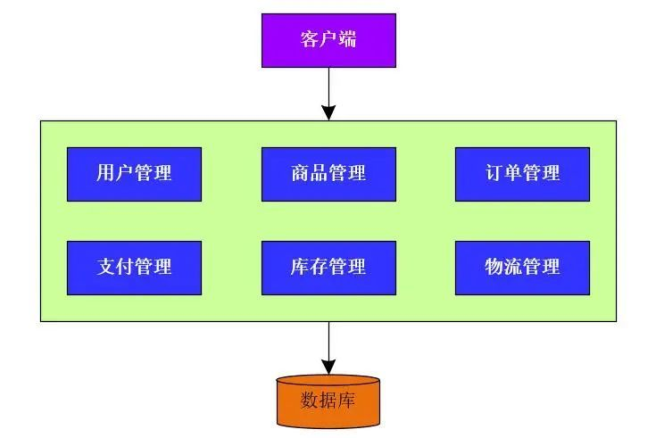 客户端
用户管理
商品管理
订单管理
支付管理
库存管理
物流管理
数据库